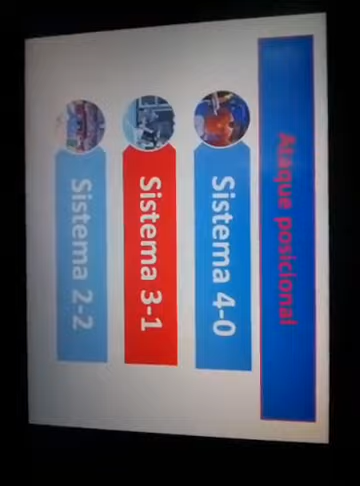 Ataque posicional
Sistema 4-0
Sistema 3-1
Sistema 2-2